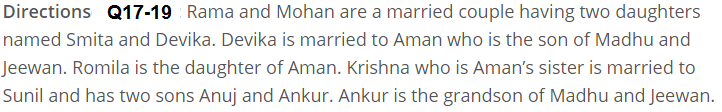 Directions Q17-19 : Rama and Mohan are a married couple having two daughters
named Smita and Devika. Devika is married to Aman who is the son of Madhu and
Jeewan. Romila is the daughter of Aman. Krishna who is Aman's sister is married to
Sunil and has two sons Anuj and Ankur. Ankur is the grandson of Madhu and Jeewan.